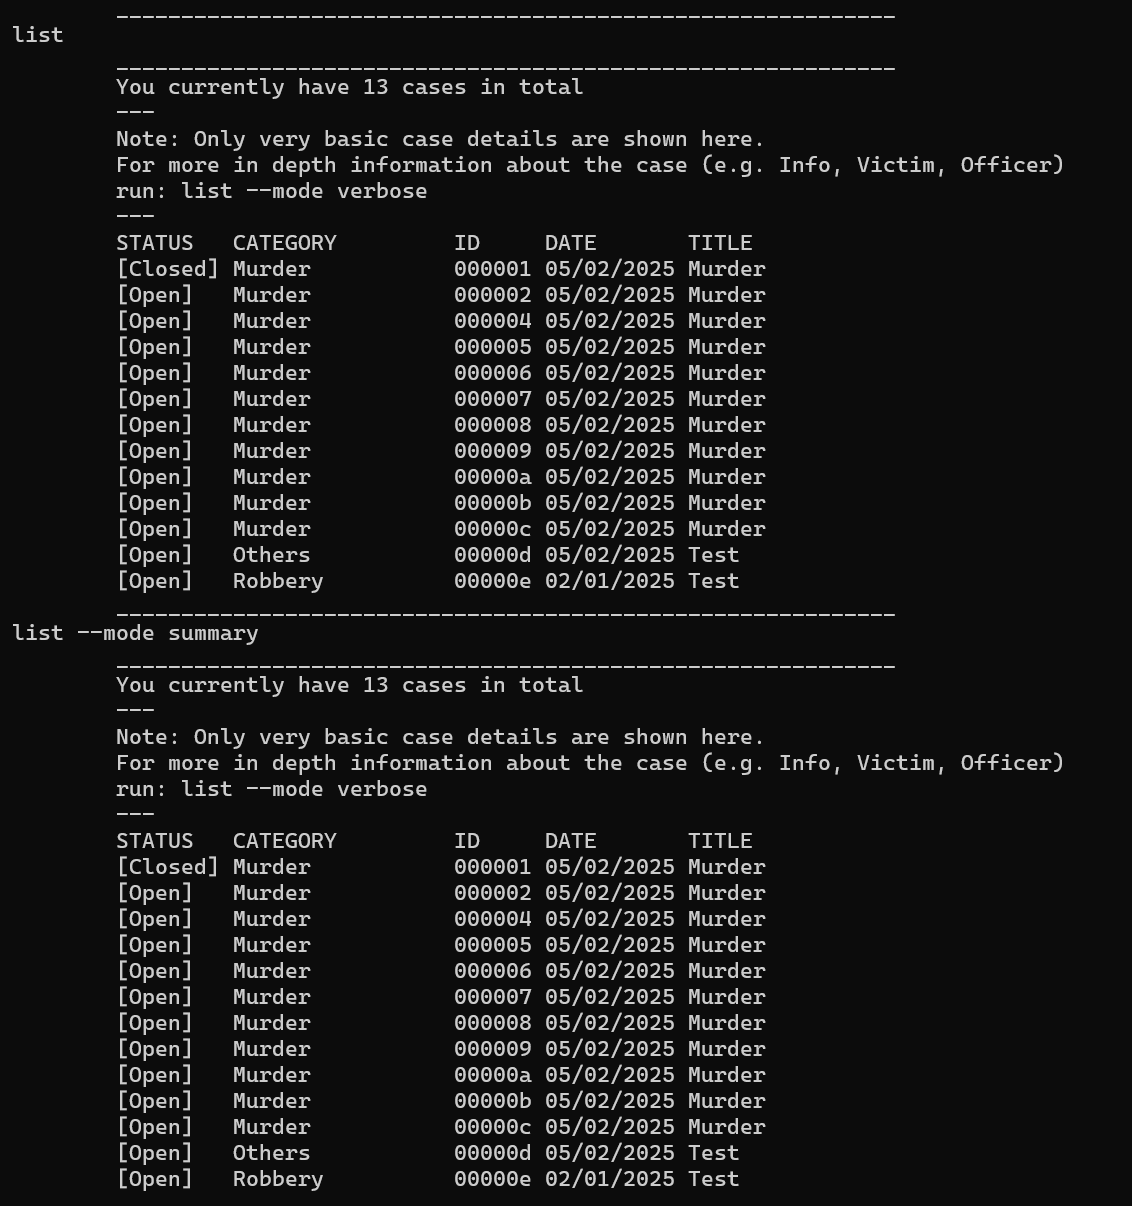 ____________________________________________________________
list
____________________________________________________________
You currently have 13 cases in total
---
Note: Only very basic case details are shown here.
For more in depth information about the case (e.g. Info, Victim, Officer)
run: list --mode verbose
---
STATUS   CATEGORY         ID     DATE       TITLE
[Closed] Murder           000001 05/02/2025 Murder
[Open]   Murder           000002 05/02/2025 Murder
[Open]   Murder           000004 05/02/2025 Murder
[Open]   Murder           000005 05/02/2025 Murder
[Open]   Murder           000006 05/02/2025 Murder
[Open]   Murder           000007 05/02/2025 Murder
[Open]   Murder           000008 05/02/2025 Murder
[Open]   Murder           000009 05/02/2025 Murder
[Open]   Murder           00000a 05/02/2025 Murder
[Open]   Murder           00000b 05/02/2025 Murder
[Open]   Murder           00000c 05/02/2025 Murder
[Open]   Others           00000d 05/02/2025 Test
[Open]   Robbery          00000e 02/01/2025 Test
____________________________________________________________
list --mode summary
____________________________________________________________
You currently have 13 cases in total
---
Note: Only very basic case details are shown here.
For more in depth information about the case (e.g. Info, Victim, Officer)
run: list --mode verbose
---
STATUS   CATEGORY         ID     DATE       TITLE
[Closed] Murder           000001 05/02/2025 Murder
[Open]   Murder           000002 05/02/2025 Murder
[Open]   Murder           000004 05/02/2025 Murder
[Open]   Murder           000005 05/02/2025 Murder
[Open]   Murder           000006 05/02/2025 Murder
[Open]   Murder           000007 05/02/2025 Murder
[Open]   Murder           000008 05/02/2025 Murder
[Open]   Murder           000009 05/02/2025 Murder
[Open]   Murder           00000a 05/02/2025 Murder
[Open]   Murder           00000b 05/02/2025 Murder
[Open]   Murder           00000c 05/02/2025 Murder
[Open]   Others           00000d 05/02/2025 Test
[Open]   Robbery          00000e 02/01/2025 Test